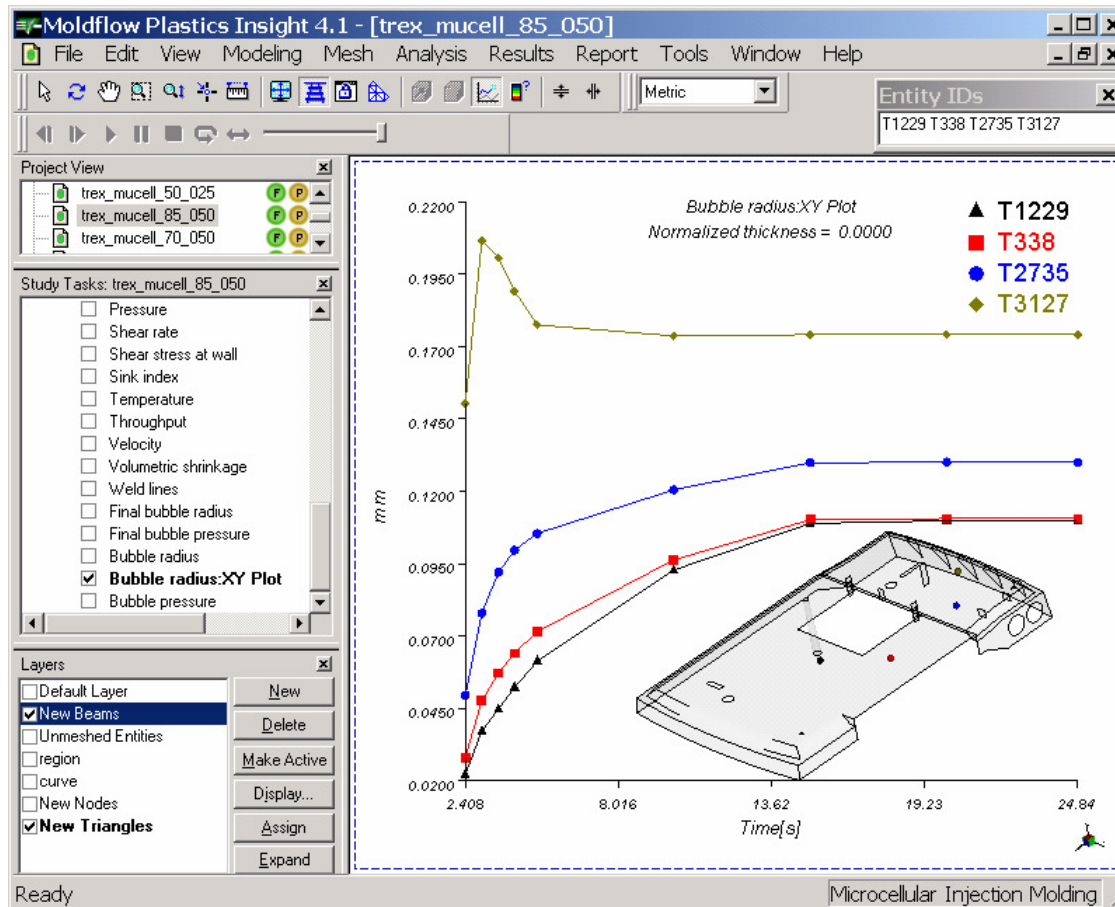 Moldflow Plastics Insight 4.1 - [trex_mucell_85_050]
File Edit View Modeling Mesh Analysis Results Report Tools Window Help
Metric
Entity IDs
T1229 T338 T2735 T3127
Project View
trex_mucell_50_025 F P
trex_mucell_85_050 F P
trex_mucell_70_050 F P
Study Tasks: trex_mucell_85_050
Pressure
Shear rate
Shear stress at wall
Sink index
Temperature
Throughput
Velocity
Volumetric shrinkage
Weld lines
Final bubble radius
Final bubble pressure
Bubble radius
Bubble radius:XY Plot
Bubble pressure
Layers
Default Layer
New Beams
Unmeshed Entities
region
curve
New Nodes
New Triangles
New
Delete
Make Active
Display...
Assign
Expand
Bubble radius:XY Plot
Normalized thickness = 0.0000
T1229
T338
T2735
T3127
0.2200
0.1950
0.1700
0.1450
0.1200
0.0950
0.0700
0.0450
0.0200
mm
2.408 8.016 13.62 19.23 24.84
Time[s]
Ready
Microcellular Injection Molding